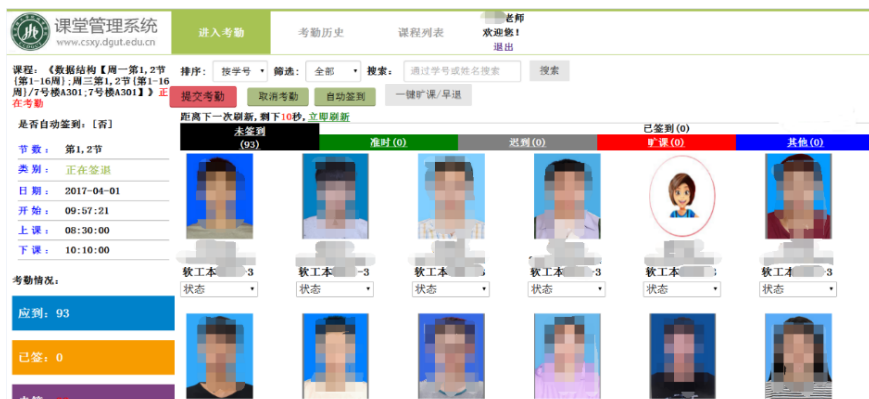 课堂管理系统
www.csxy.dgut.edu.cn
进入考勤
考勤历史
课程列表
老师
欢迎您!
退出
课程: 《数据结构【周一第1,2节
{第1-16周};周三第1,2节{第1-16
周}/7号楼A301;7号楼A301】》正
在考勤
是否自动签到: [否]
节 数: 第1,2节
类 别: 正在签退
日 期: 2017-04-01
开 始: 09:57:21
上 课: 08:30:00
下 课: 10:10:00
考勤情况:
应到: 93
已签: 0
排序: 按学号 筛选: 全部 搜索: 通过学号或姓名搜索 搜索
提交考勤 取消考勤 自动签到 一键旷课/早退
距离下一次刷新,剩下10秒,立即刷新
未签到
(93)
已签到(0)
准时(0) 迟到(0) 旷课(0) 其他(0)
软工本 -3 软工本 -3 软工本 软工本 -3 软工本 软工本 -3
状态 状态 状态 状态 状态 状态